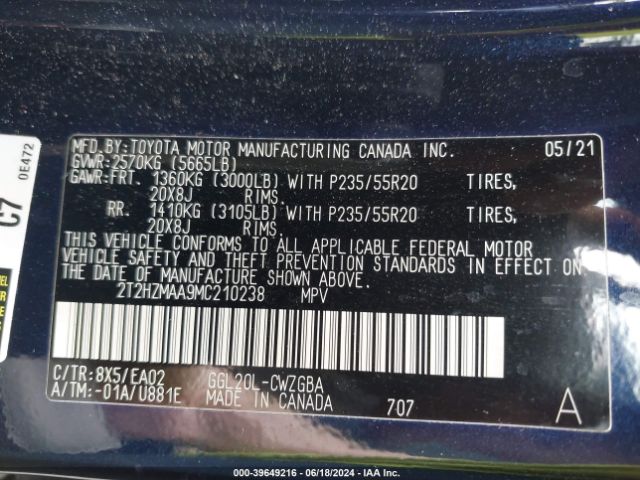 MFD.BY:TOYOTA MOTOR MANUFACTURING CANADA INC. 05/21
GVWR:2570KG (5665LB)
GAWR:FRT. 1360KG (3000LB) WITH P235/55R20 TIRES,
20X8J RIMS.
RR. 1410KG (3105LB) WITH P235/55R20 TIRES,
20X8J RIMS.
THIS VEHICLE CONFORMS TO ALL APPLICABLE FEDERAL MOTOR
VEHICLE SAFETY AND THEFT PREVENTION STANDARDS IN EFFECT ON
THE DATE OF MANUFACTURE SHOWN ABOVE.
2T2HZMAA9MC210238 MPV
C/TR:8X5/EA02 GGL20L-CWZGBA
A/TM:-01A/U881E MADE IN CANADA 707 A
0E472
C7
000-39649216 - 06/18/2024 - IAA Inc.